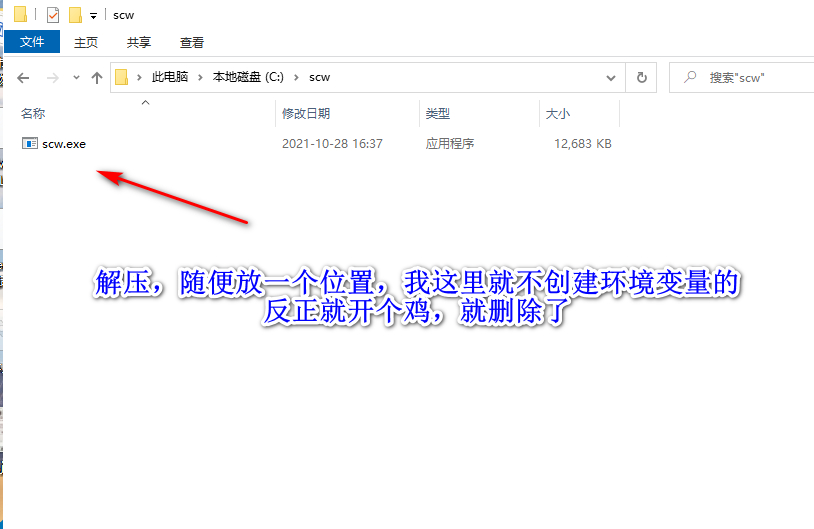 scw
文件 主页 共享 查看
此电脑 本地磁盘 (C:) scw 搜索"scw"
名称 修改日期 类型 大小
scw.exe 2021-10-28 16:37 应用程序 12,683 KB
解压，随便放一个位置，我这里就不创建环境变量的
反正就开个鸡，就删除了